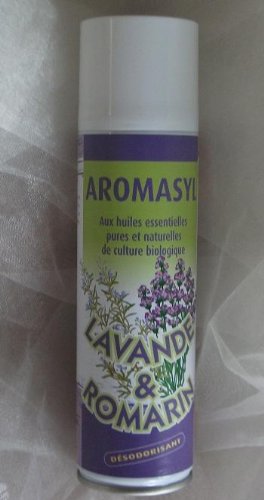 AROMASYL
Aux huiles essentielles
pures et naturelles
de culture biologique
LAVANDE
&
ROMARIN
DÉSODORISANT